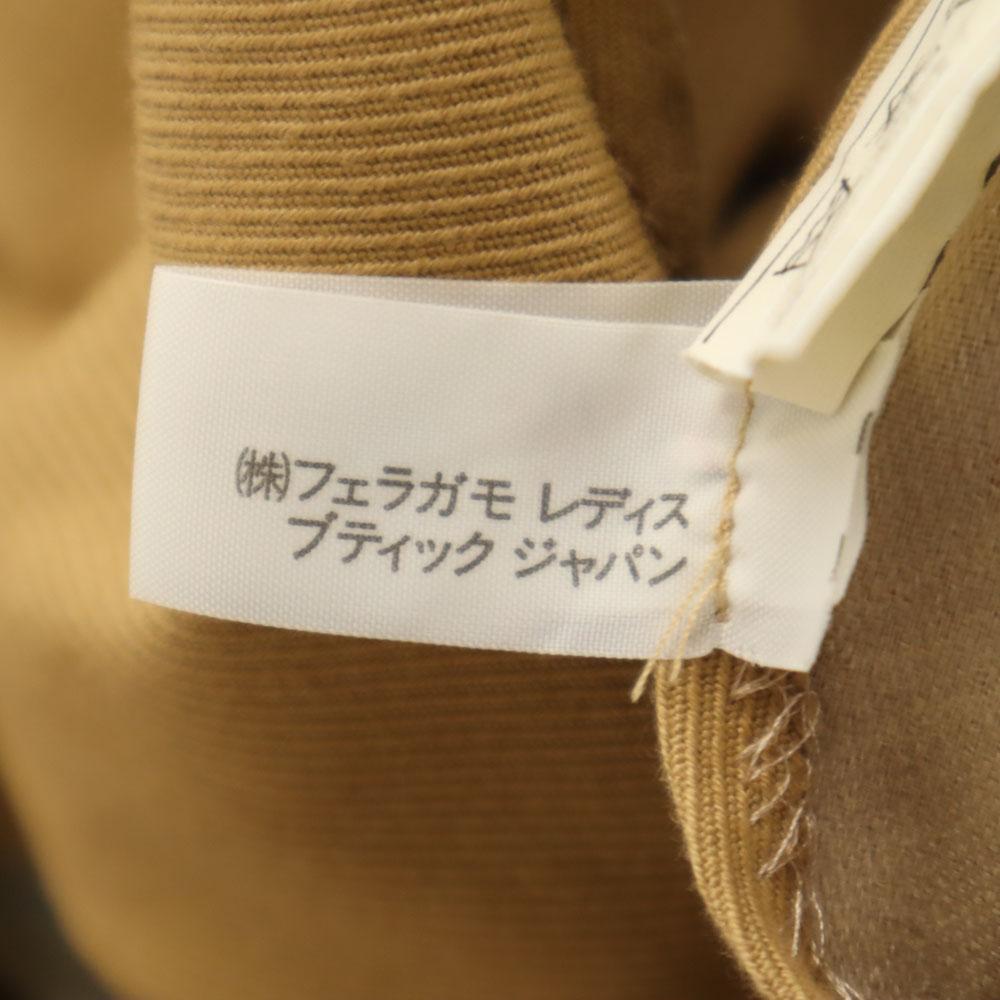 ㈱フェラガモ レディス
ブティック ジャパン